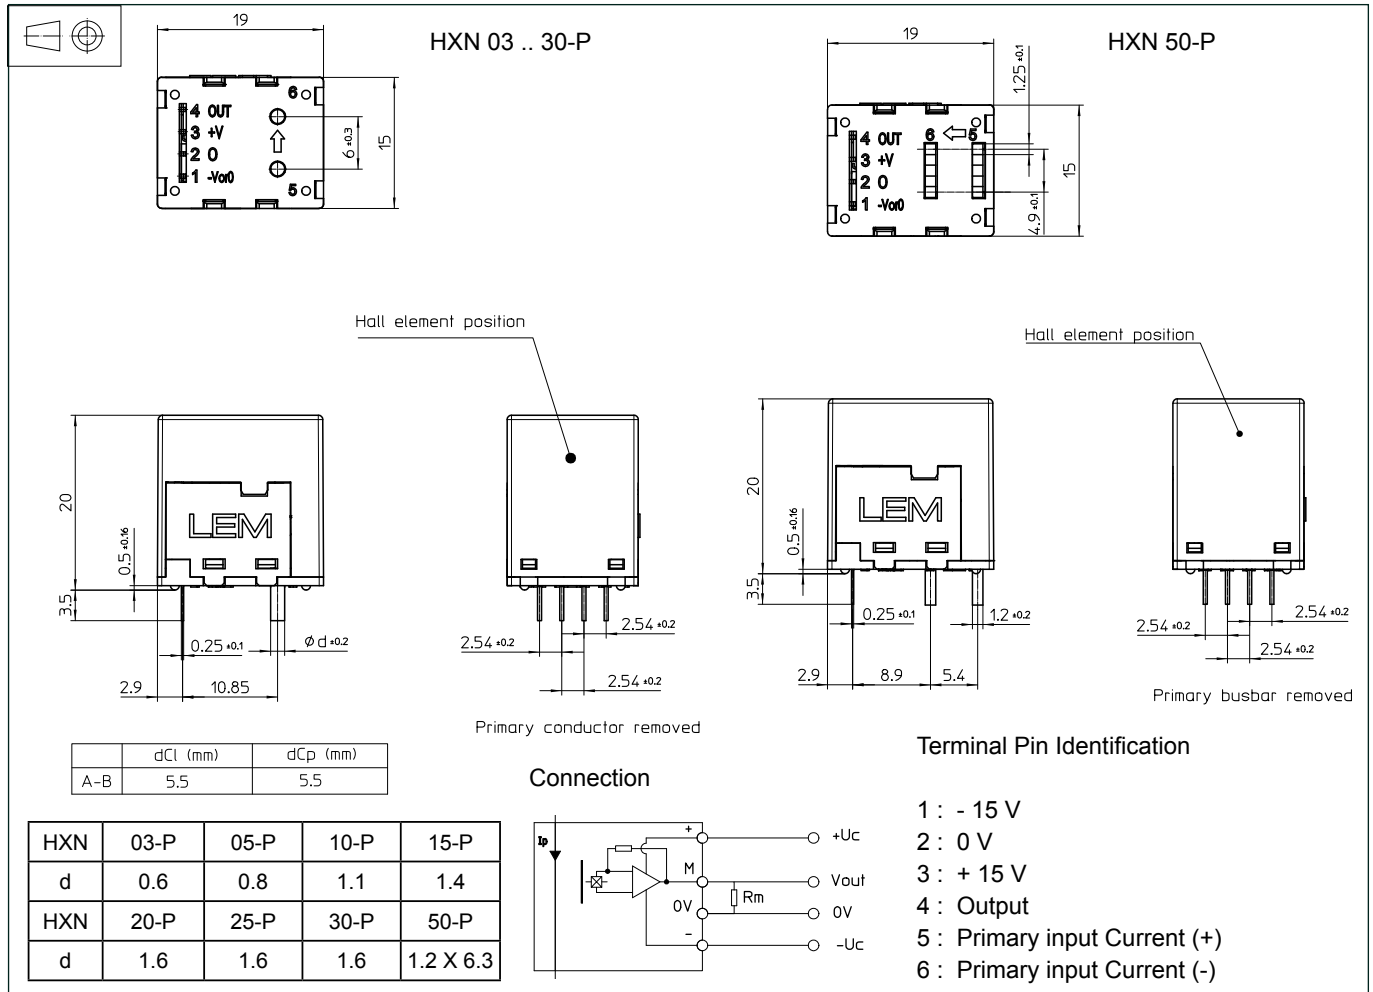 HXN 03 .. 30-P
19
6
4 OUT
3 +V
2 0
1 -Vor0
5
6 ±0.3
15
HXN 50-P
19
1.25 ±0.1
4 OUT
3 +V
2 0
1 -Vor0
6
5
4.9 ±0.1
15
Hall element position
20
LEM
0.5 ±0.16
3.5
0.25 ±0.1
Ød ±0.2
2.9
10.85
2.54 ±0.2
2.54 ±0.2
2.54 ±0.2
Primary conductor removed
Hall element position
20
LEM
0.5 ±0.16
3.5
0.25 ±0.1
1.2 ±0.2
2.9
8.9
5.4
2.54 ±0.2
2.54 ±0.2
2.54 ±0.2
Primary busbar removed
dCl (mm) dCp (mm)
A-B 5.5 5.5
HXN 03-P 05-P 10-P 15-P
d 0.6 0.8 1.1 1.4
HXN 20-P 25-P 30-P 50-P
d 1.6 1.6 1.6 1.2 X 6.3
Connection
Ip
+
M
0V
-
Rm
+Uc
Vout
0V
-Uc
Terminal Pin Identification
1 : - 15 V
2 : 0 V
3 : + 15 V
4 : Output
5 : Primary input Current (+)
6 : Primary input Current (-)